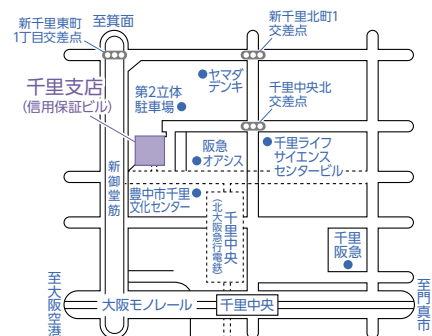 新千里東町
1丁目交差点
至箕面
新千里北町1
交差点
ヤマダ
デンキ
千里支店
(信用保証ビル)
第2立体
駐車場
千里中央北
交差点
阪急
オアシス
千里ライフ
サイエンス
センタービル
新御堂筋
豊中市千里
文化センター
千里中央
(北大阪急行電鉄)
千里
阪急
至大阪空港
大阪モノレール
千里中央
至門真市